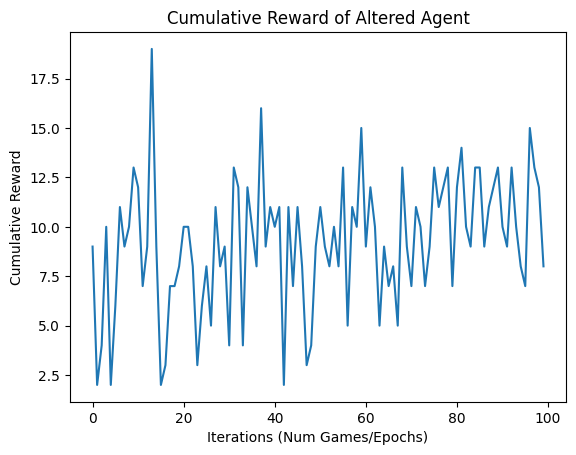 Cumulative Reward of Altered Agent
17.5
15.0
12.5
10.0
7.5
5.0
2.5
Cumulative Reward
0 20 40 60 80 100
Iterations (Num Games/Epochs)